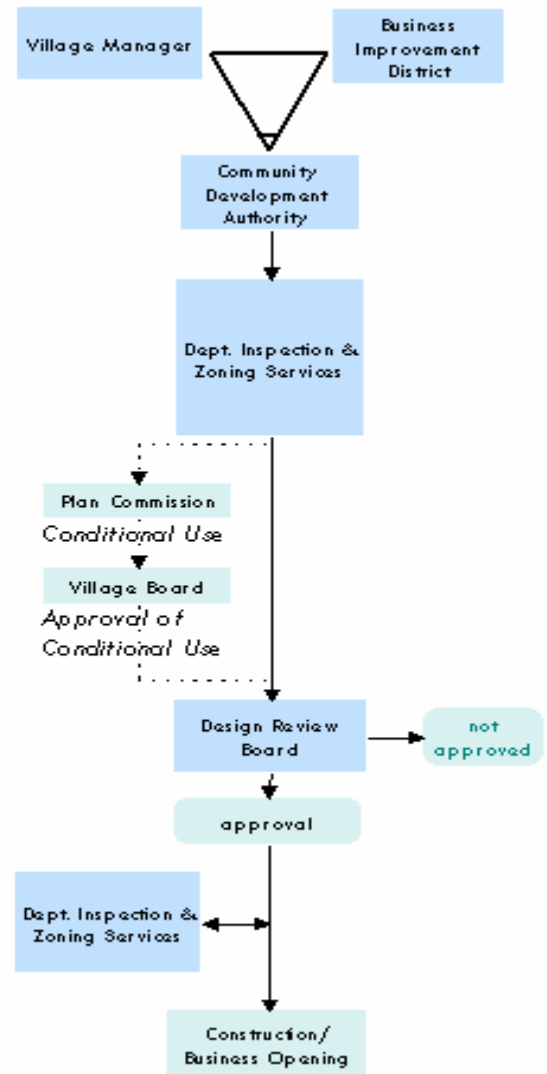 Village Manager
Business
Improvement
District
Community
Development
Authority
Dept. Inspection &
Zoning Services
Plan Commission
Conditional Use
Village Board
Approval of
Conditional Use
Design Review
Board
not
approved
approval
Dept. Inspection &
Zoning Services
Construction/
Business Opening